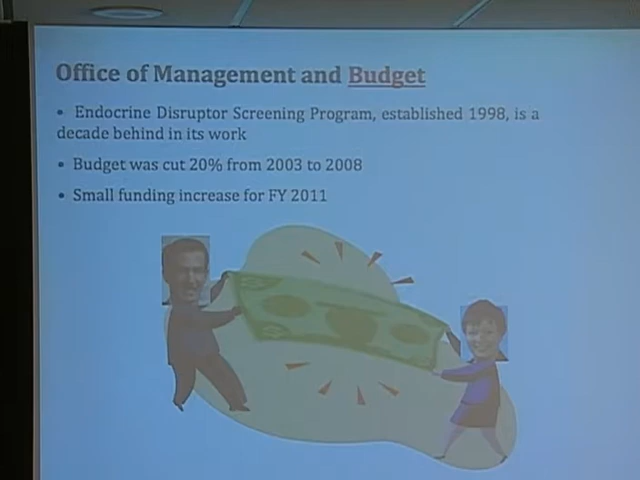 Office of Management and Budget
• Endocrine Disruptor Screening Program, established 1998, is a
decade behind in its work
• Budget was cut 20% from 2003 to 2008
• Small funding increase for FY 2011